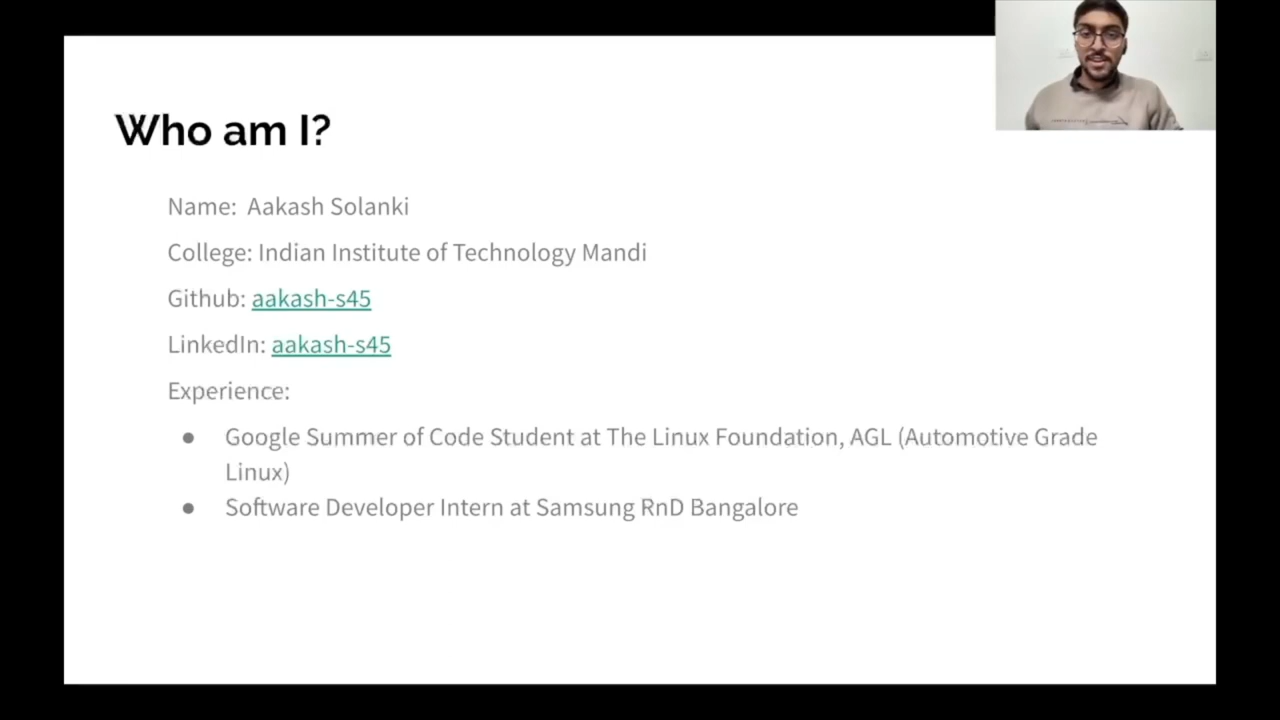 Who am I?
Name:  Aakash Solanki
College: Indian Institute of Technology Mandi
Github: aakash-s45
LinkedIn: aakash-s45
Experience:
● Google Summer of Code Student at The Linux Foundation, AGL (Automotive Grade
Linux)
● Software Developer Intern at Samsung RnD Bangalore